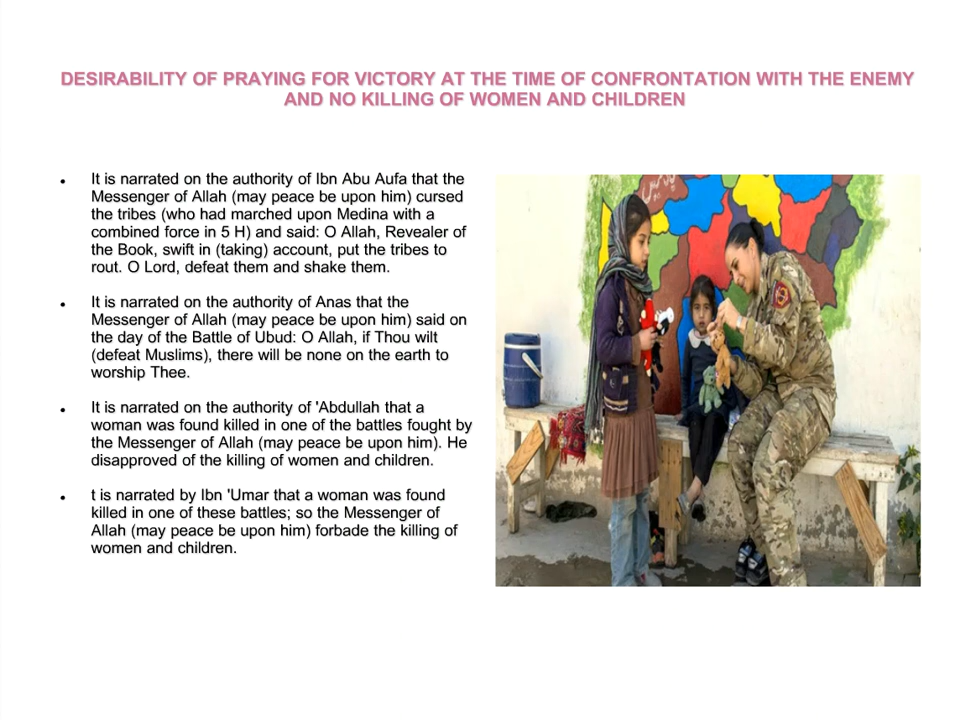 DESIRABILITY OF PRAYING FOR VICTORY AT THE TIME OF CONFRONTATION WITH THE ENEMY
AND NO KILLING OF WOMEN AND CHILDREN
• It is narrated on the authority of Ibn Abu Aufa that the
Messenger of Allah (may peace be upon him) cursed
the tribes (who had marched upon Medina with a
combined force in 5 H) and said: O Allah, Revealer of
the Book, swift in (taking) account, put the tribes to
rout. O Lord, defeat them and shake them.
• It is narrated on the authority of Anas that the
Messenger of Allah (may peace be upon him) said on
the day of the Battle of Ubud: O Allah, if Thou wilt
(defeat Muslims), there will be none on the earth to
worship Thee.
• It is narrated on the authority of 'Abdullah that a
woman was found killed in one of the battles fought by
the Messenger of Allah (may peace be upon him). He
disapproved of the killing of women and children.
• t is narrated by Ibn 'Umar that a woman was found
killed in one of these battles; so the Messenger of
Allah (may peace be upon him) forbade the killing of
women and children.